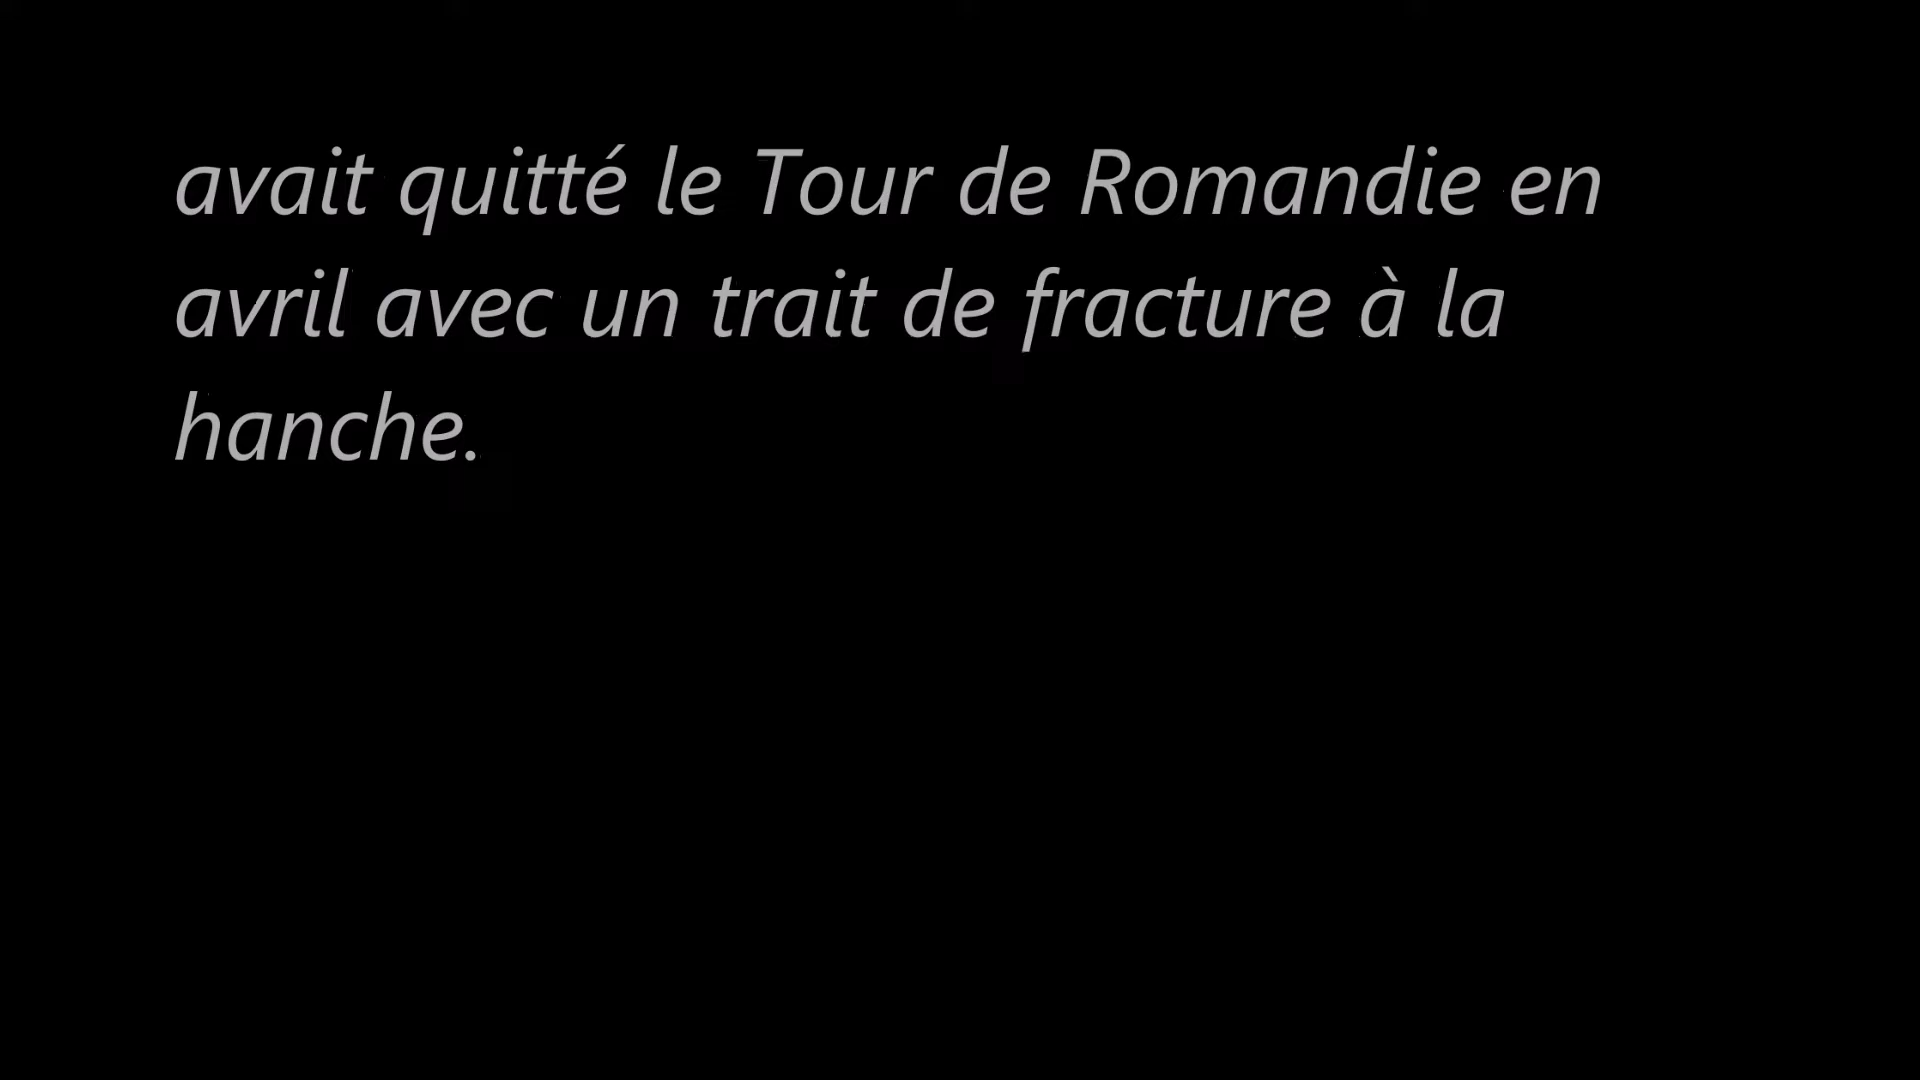 avait quitté le Tour de Romandie en
avril avec un trait de fracture à la
hanche.